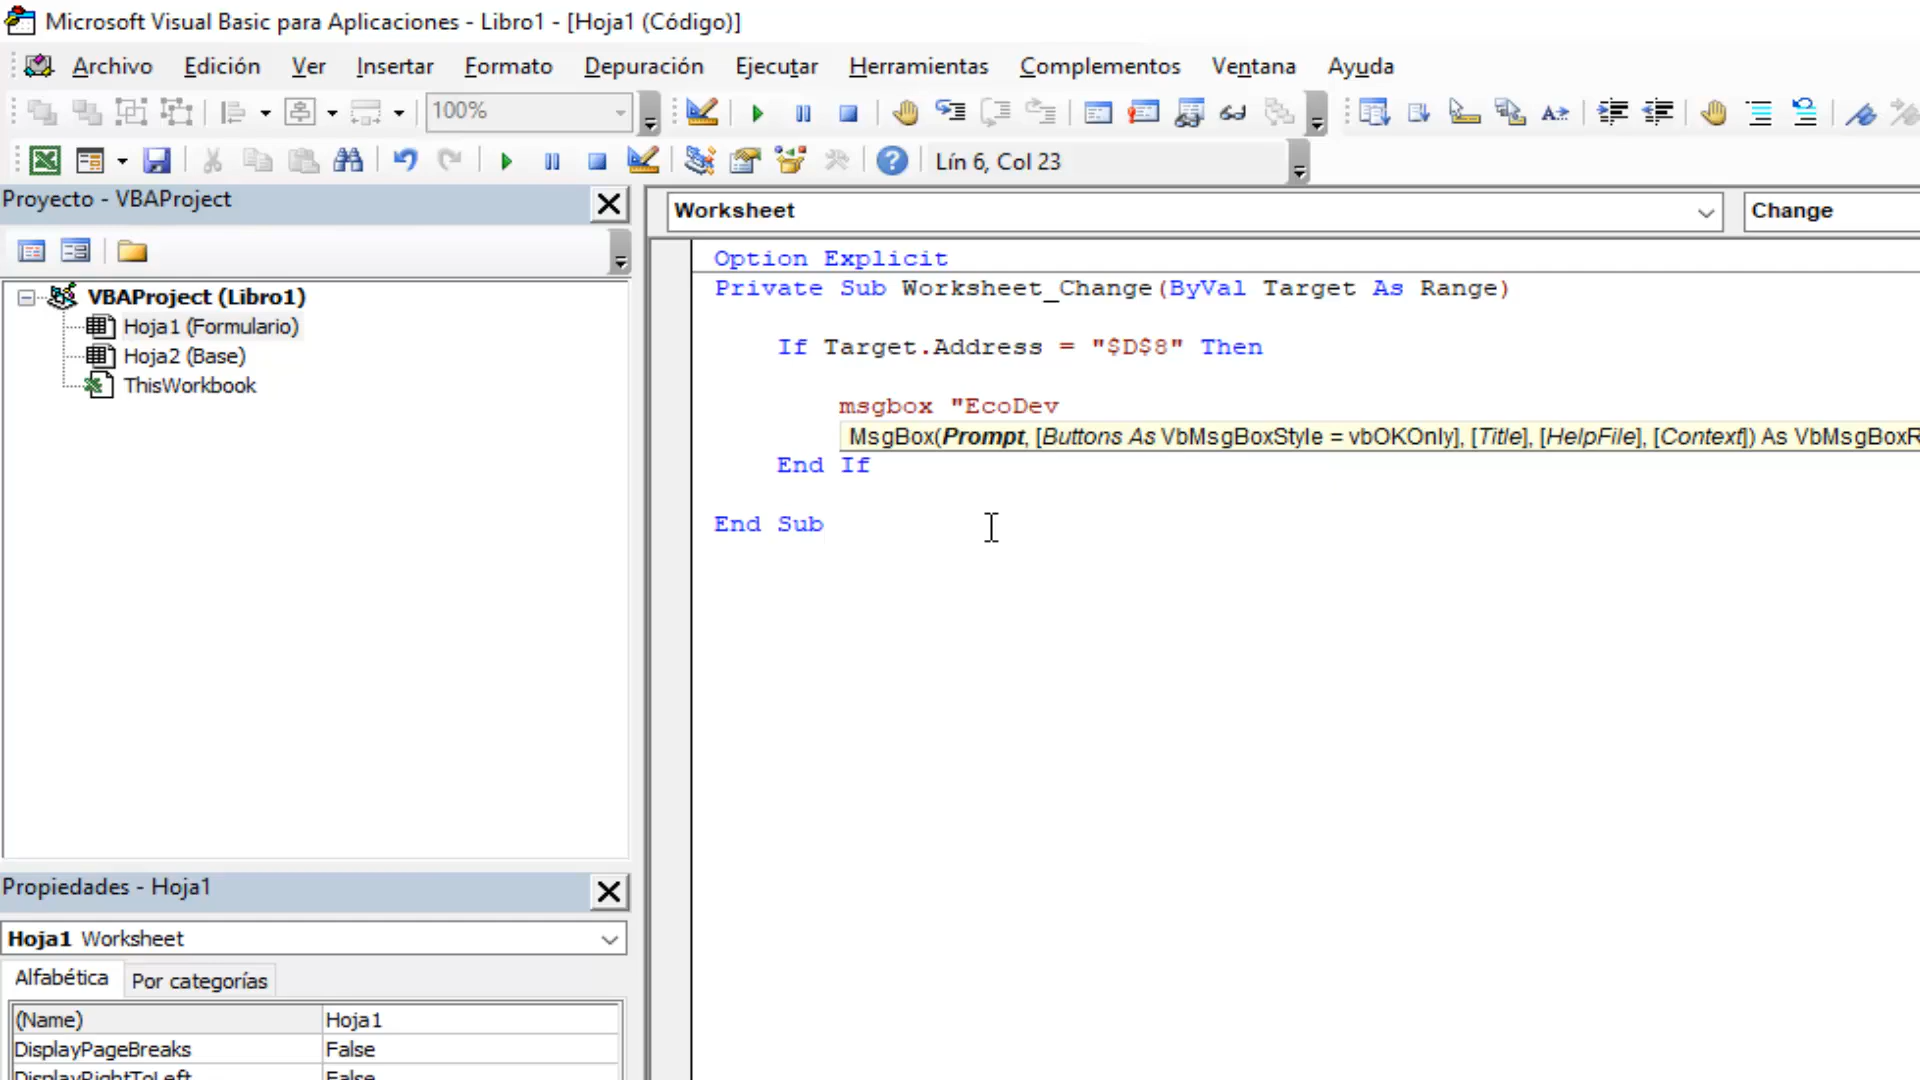 Microsoft Visual Basic para Aplicaciones - Libro1 - [Hoja1 (Código)]
Archivo Edición Ver Insertar Formato Depuración Ejecutar Herramientas Complementos Ventana Ayuda
100%
Lín 6, Col 23
Proyecto - VBAProject
VBAProject (Libro1)
Hoja1 (Formulario)
Hoja2 (Base)
ThisWorkbook
Worksheet Change
Option Explicit
Private Sub Worksheet_Change(ByVal Target As Range)
If Target.Address = "$D$8" Then
msgbox "EcoDev
MsgBox(Prompt, [Buttons As VbMsgBoxStyle = vbOKOnly], [Title], [HelpFile], [Context]) As VbMsgBoxR
End If
End Sub
Propiedades - Hoja1
Hoja1 Worksheet
Alfabética Por categorías
(Name) Hoja1
DisplayPageBreaks False
DisplayRightToLeft False